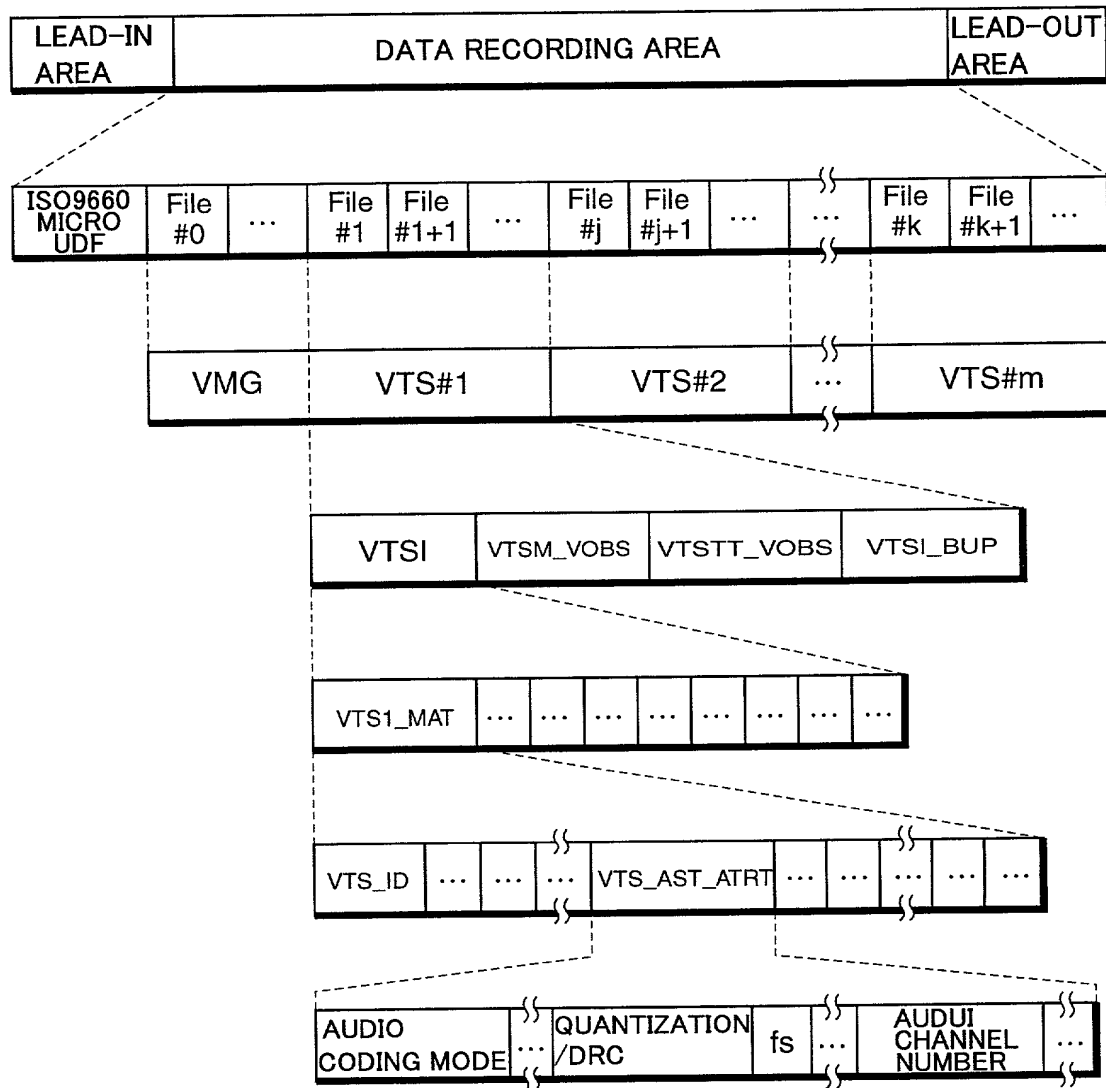 LEAD-IN AREA DATA RECORDING AREA LEAD-OUT AREA
ISO9660 MICRO UDF File #0 ... File #1 File #1+1 ... File #j File #j+1 ... ... File #k File #k+1 ...
VMG VTS#1 VTS#2 ... VTS#m
VTSI VTSM_VOBS VTSTT_VOBS VTSI_BUP
VTS1_MAT ... ... ... ... ... ... ... ...
VTS_ID ... ... ... VTS_AST_ATRT ... ... ... ... ...
AUDIO CODING MODE ... QUANTIZATION /DRC fs ... AUDUI CHANNEL NUMBER ...